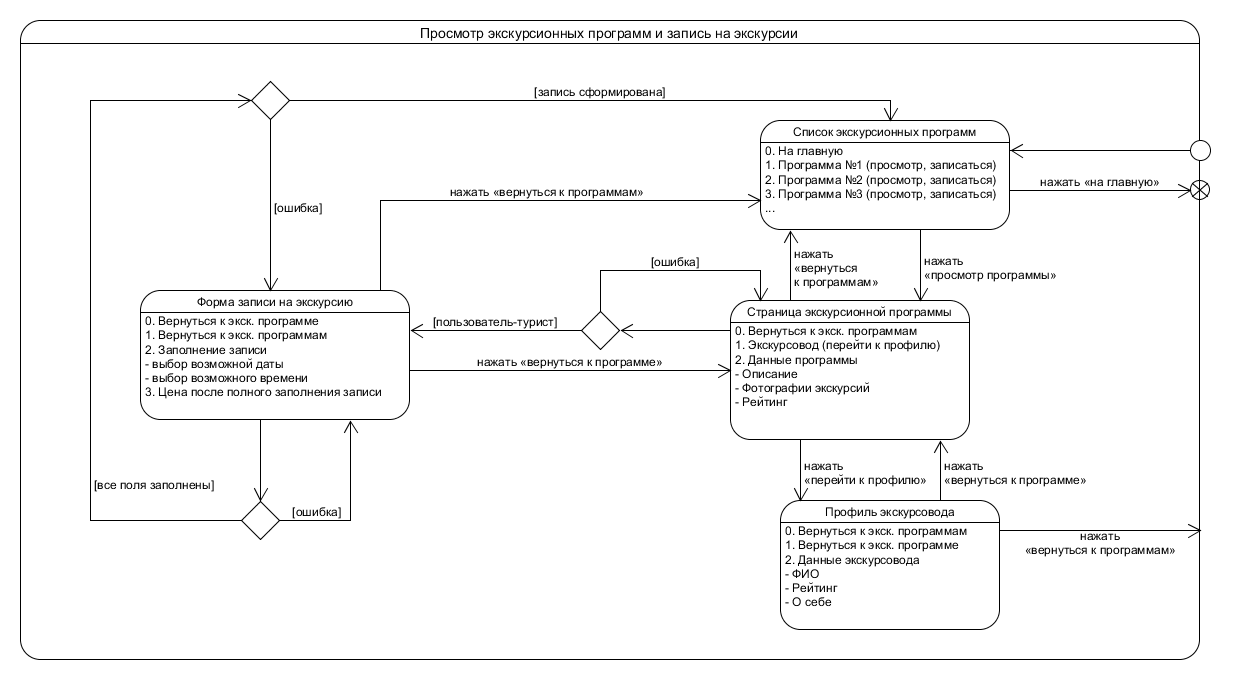 Просмотр экскурсионных программ и запись на экскурсии
[запись сформирована]
Список экскурсионных программ
0. На главную
1. Программа №1 (просмотр, записаться)
2. Программа №2 (просмотр, записаться)
3. Программа №3 (просмотр, записаться)
...
нажать «на главную»
нажать «вернуться к программам»
[ошибка]
нажать
«вернуться
к программам»
нажать
«просмотр программы»
[ошибка]
Форма записи на экскурсию
0. Вернуться к экск. программе
1. Вернуться к экск. программам
2. Заполнение записи
- выбор возможной даты
- выбор возможного времени
3. Цена после полного заполнения записи
[пользователь-турист]
нажать «вернуться к программе»
Страница экскурсионной программы
0. Вернуться к экск. программам
1. Экскурсовод (перейти к профилю)
2. Данные программы
- Описание
- Фотографии экскурсий
- Рейтинг
[все поля заполнены]
[ошибка]
нажать
«перейти к профилю»
нажать
«вернуться к программе»
Профиль экскурсовода
0. Вернуться к экск. программам
1. Вернуться к экск. программе
2. Данные экскурсовода
- ФИО
- Рейтинг
- О себе
нажать
«вернуться к программам»